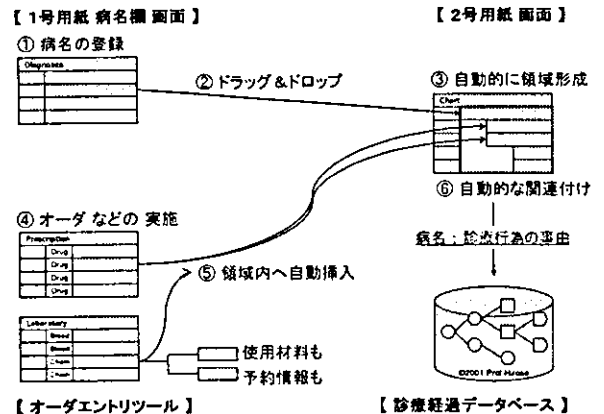 【 1号用紙 病名欄 画面 】
【 2号用紙 画面 】
① 病名の登録
Diagnoses
② ドラッグ&ドロップ
③ 自動的に領域形成
Chart
⑥ 自動的な関連付け
④ オーダ などの 実施
Prescription
Drug
Drug
Drug
Drug
⑤ 領域内へ自動挿入
病名:診療行為の事由
Laboratory
Blood
Blood
Chem
Chem
使用材料も
予約情報も
©2001 Prof Hirose
【 オーダエントリツール 】
【 診療経過データベース 】